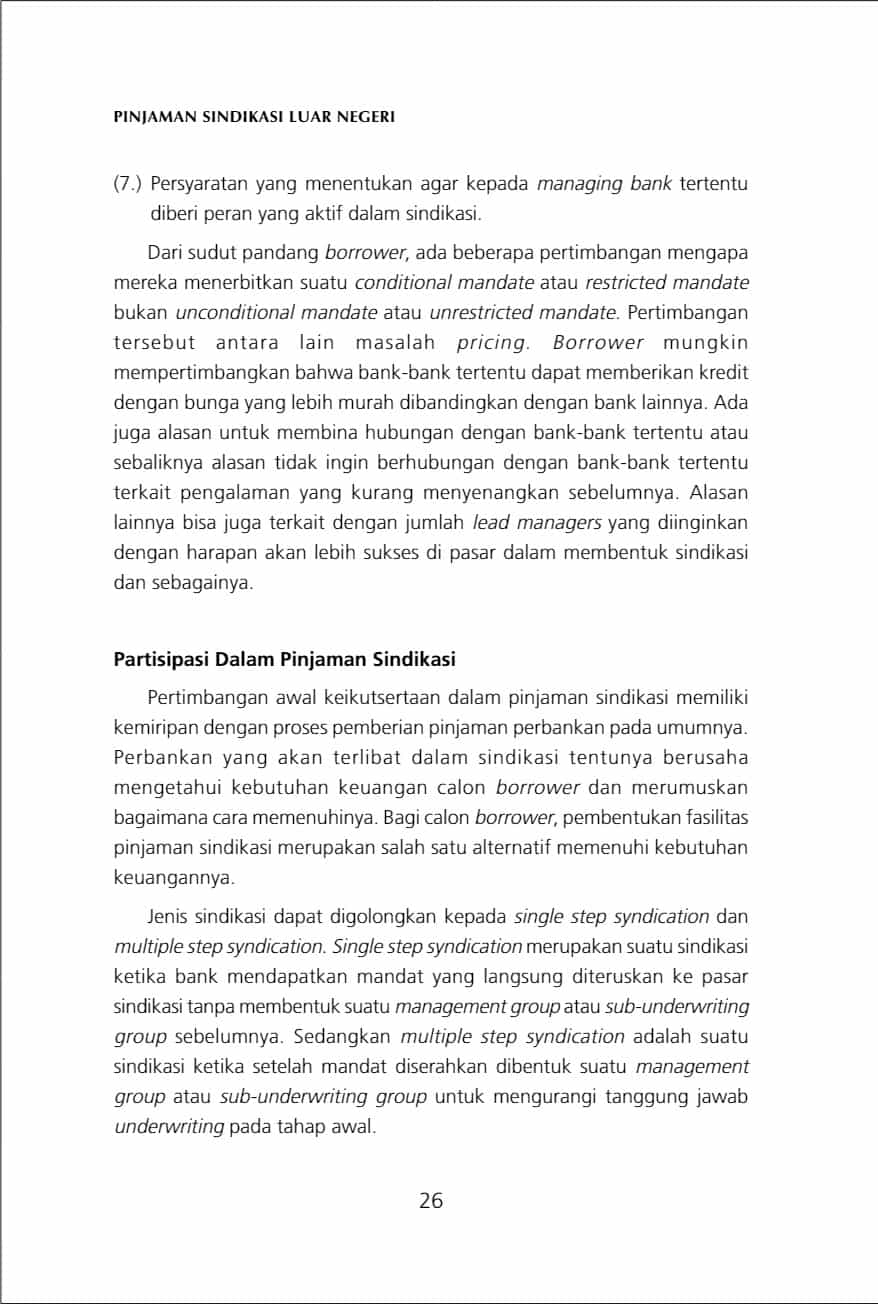 PINJAMAN SINDIKASI LUAR NEGERI
(7.) Persyaratan yang menentukan agar kepada managing bank tertentu
diberi peran yang aktif dalam sindikasi.
Dari sudut pandang borrower, ada beberapa pertimbangan mengapa
mereka menerbitkan suatu conditional mandate atau restricted mandate
bukan unconditional mandate atau unrestricted mandate. Pertimbangan
tersebut antara lain masalah pricing. Borrower mungkin
mempertimbangkan bahwa bank-bank tertentu dapat memberikan kredit
dengan bunga yang lebih murah dibandingkan dengan bank lainnya. Ada
juga alasan untuk membina hubungan dengan bank-bank tertentu atau
sebaliknya alasan tidak ingin berhubungan dengan bank-bank tertentu
terkait pengalaman yang kurang menyenangkan sebelumnya. Alasan
lainnya bisa juga terkait dengan jumlah lead managers yang diinginkan
dengan harapan akan lebih sukses di pasar dalam membentuk sindikasi
dan sebagainya.
Partisipasi Dalam Pinjaman Sindikasi
Pertimbangan awal keikutsertaan dalam pinjaman sindikasi memiliki
kemiripan dengan proses pemberian pinjaman perbankan pada umumnya.
Perbankan yang akan terlibat dalam sindikasi tentunya berusaha
mengetahui kebutuhan keuangan calon borrower dan merumuskan
bagaimana cara memenuhinya. Bagi calon borrower, pembentukan fasilitas
pinjaman sindikasi merupakan salah satu alternatif memenuhi kebutuhan
keuangannya.
Jenis sindikasi dapat digolongkan kepada single step syndication dan
multiple step syndication. Single step syndication merupakan suatu sindikasi
ketika bank mendapatkan mandat yang langsung diteruskan ke pasar
sindikasi tanpa membentuk suatu management group atau sub-underwriting
group sebelumnya. Sedangkan multiple step syndication adalah suatu
sindikasi ketika setelah mandat diserahkan dibentuk suatu management
group atau sub-underwriting group untuk mengurangi tanggung jawab
underwriting pada tahap awal.
26